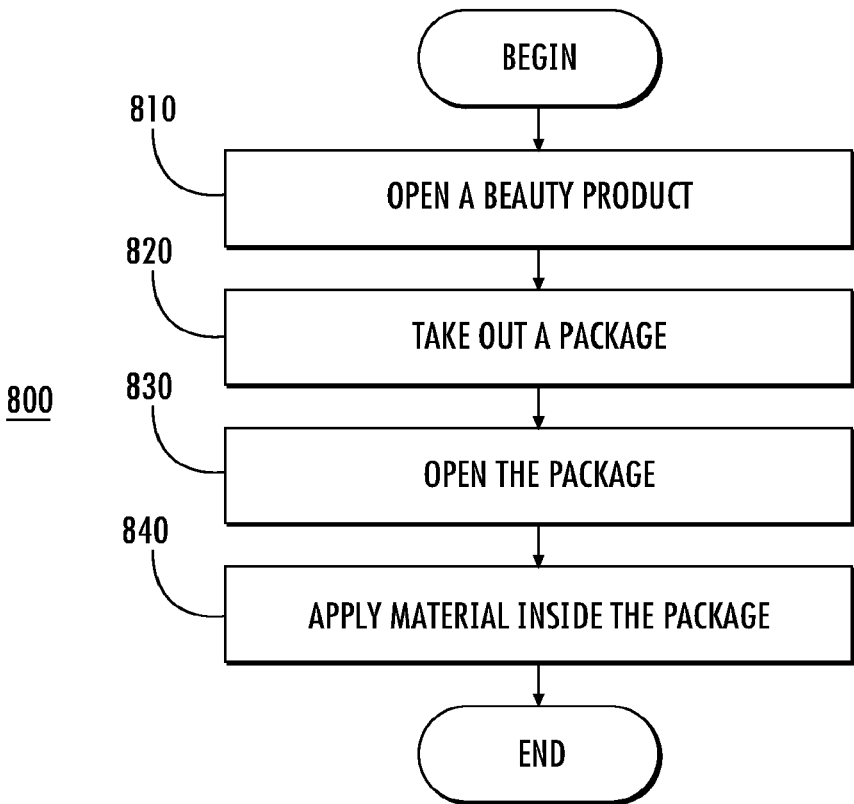 BEGIN
810
OPEN A BEAUTY PRODUCT
820
TAKE OUT A PACKAGE
800
830
OPEN THE PACKAGE
840
APPLY MATERIAL INSIDE THE PACKAGE
END